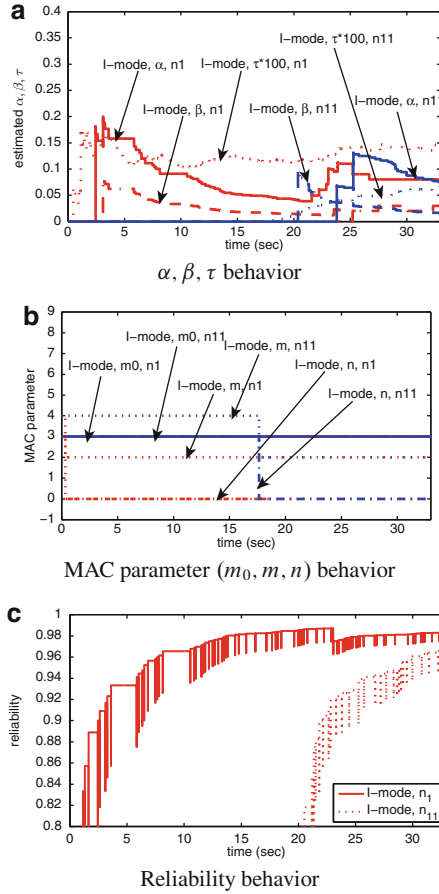 a
0.4
0.35
0.3
0.25
0.2
0.15
0.1
0.05
0
estimated α, β, τ
I−mode, τ*100, n11
I−mode, α, n1
I−mode, τ*100, n1
I−mode, β, n1
I−mode, β, n11
I−mode, α, n11
0 5 10 15 20 25 30
time (sec)
α, β, τ behavior
b
9
8
7
6
5
4
3
2
1
0
−1
MAC parameter
I−mode, m0, n11
I−mode, m0, n1
I−mode, m, n11
I−mode, m, n1
I−mode, n, n1
I−mode, n, n11
0 5 10 15 20 25 30
time (sec)
MAC parameter (m0, m, n) behavior
c
1
0.98
0.96
0.94
0.92
0.9
0.88
0.86
0.84
0.82
0.8
reliability
I−mode, n1
I−mode, n11
0 5 10 15 20 25 30
time (sec)
Reliability behavior